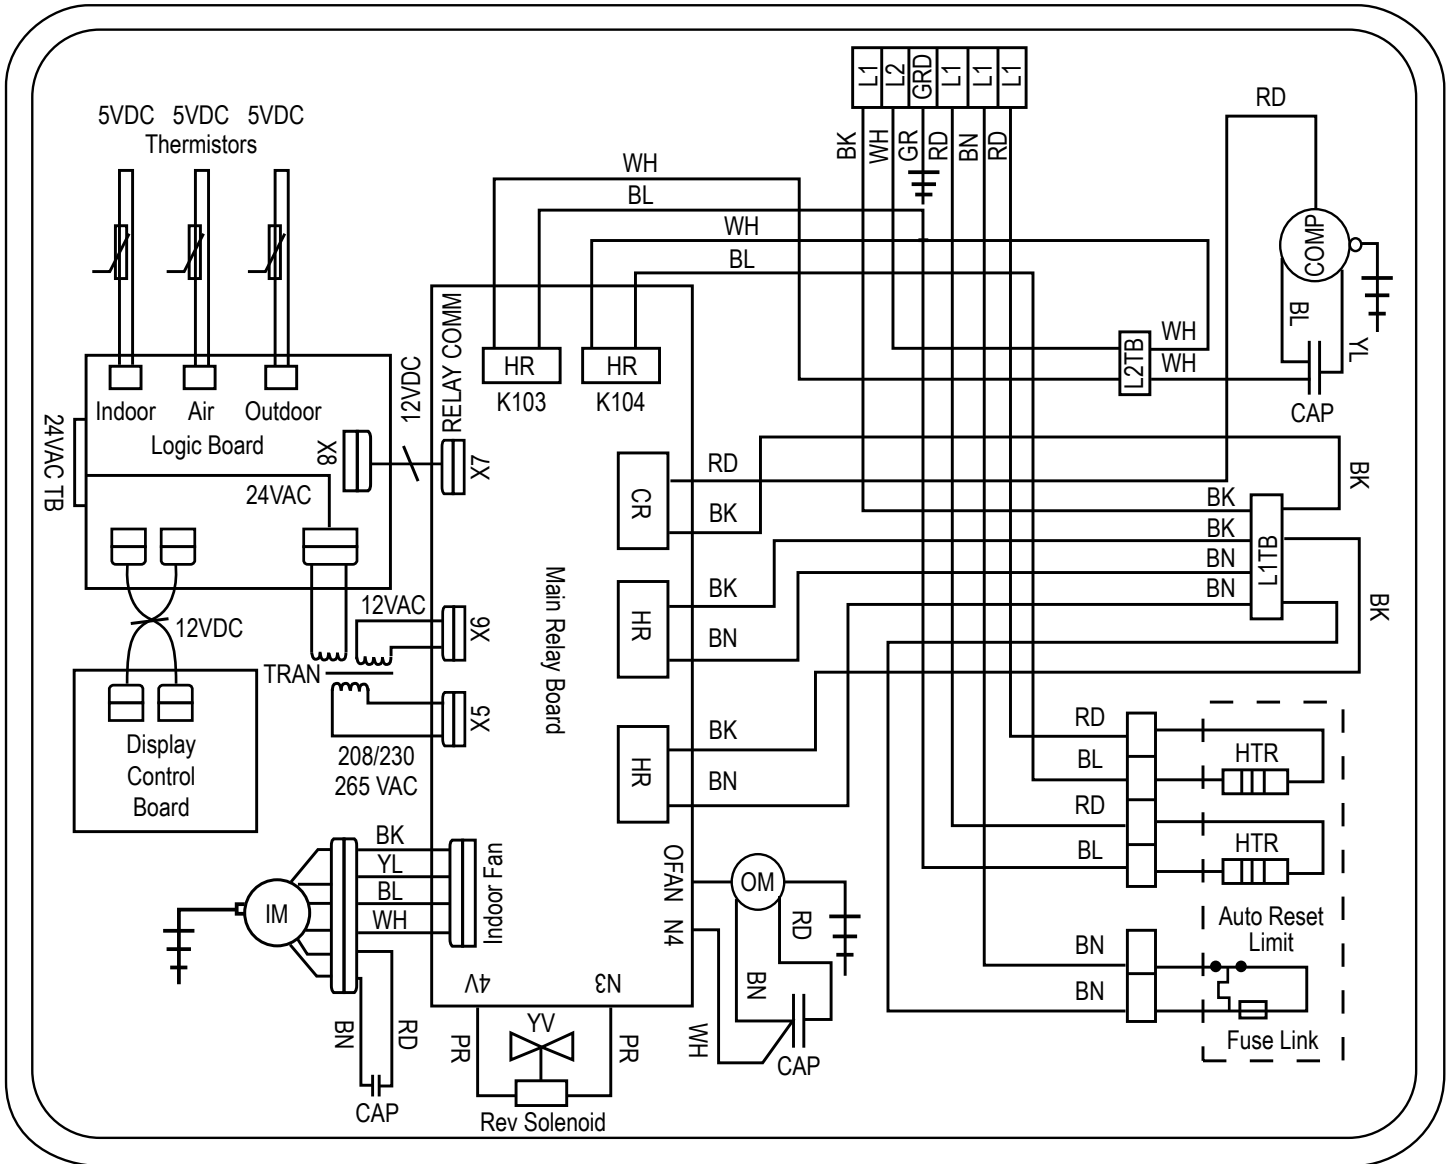 5VDC 5VDC 5VDC
Thermistors
Indoor Air Outdoor
Logic Board
24VAC TB
24VAC
X8
12VDC
RELAY COMM
X7
12VDC
Display
Control
Board
TRAN
12VAC
X6
X5
208/230
265 VAC
Main Relay Board
HR
K103
HR
K104
WH
BL
WH
BL
L1 L2 GRD L1 L1 L1
BK WH GR RD BN RD
RD
COMP
BL
YL
CAP
L2TB
WH
WH
CR
RD
BK
HR
BK
BN
HR
BK
BN
BK
BK
BN
BN
L1TB
BK
BK
RD
BL
RD
BL
HTR
HTR
Auto Reset
Limit
BN
BN
Fuse Link
IM
BK
YL
BL
WH
Indoor Fan
BN
RD
CAP
4V
N3
PR
PR
YV
Rev Solenoid
OFAN N4
OM
RD
BN
WH
CAP